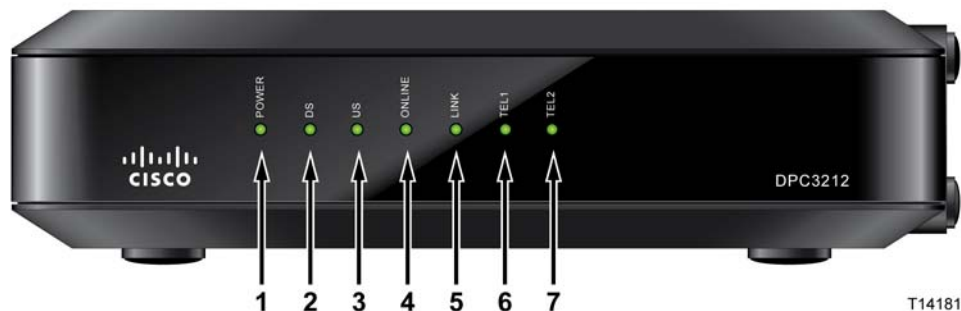 POWER DS US ONLINE LINK TEL1 TEL2
CISCO
DPC3212
1 2 3 4 5 6 7
T14181